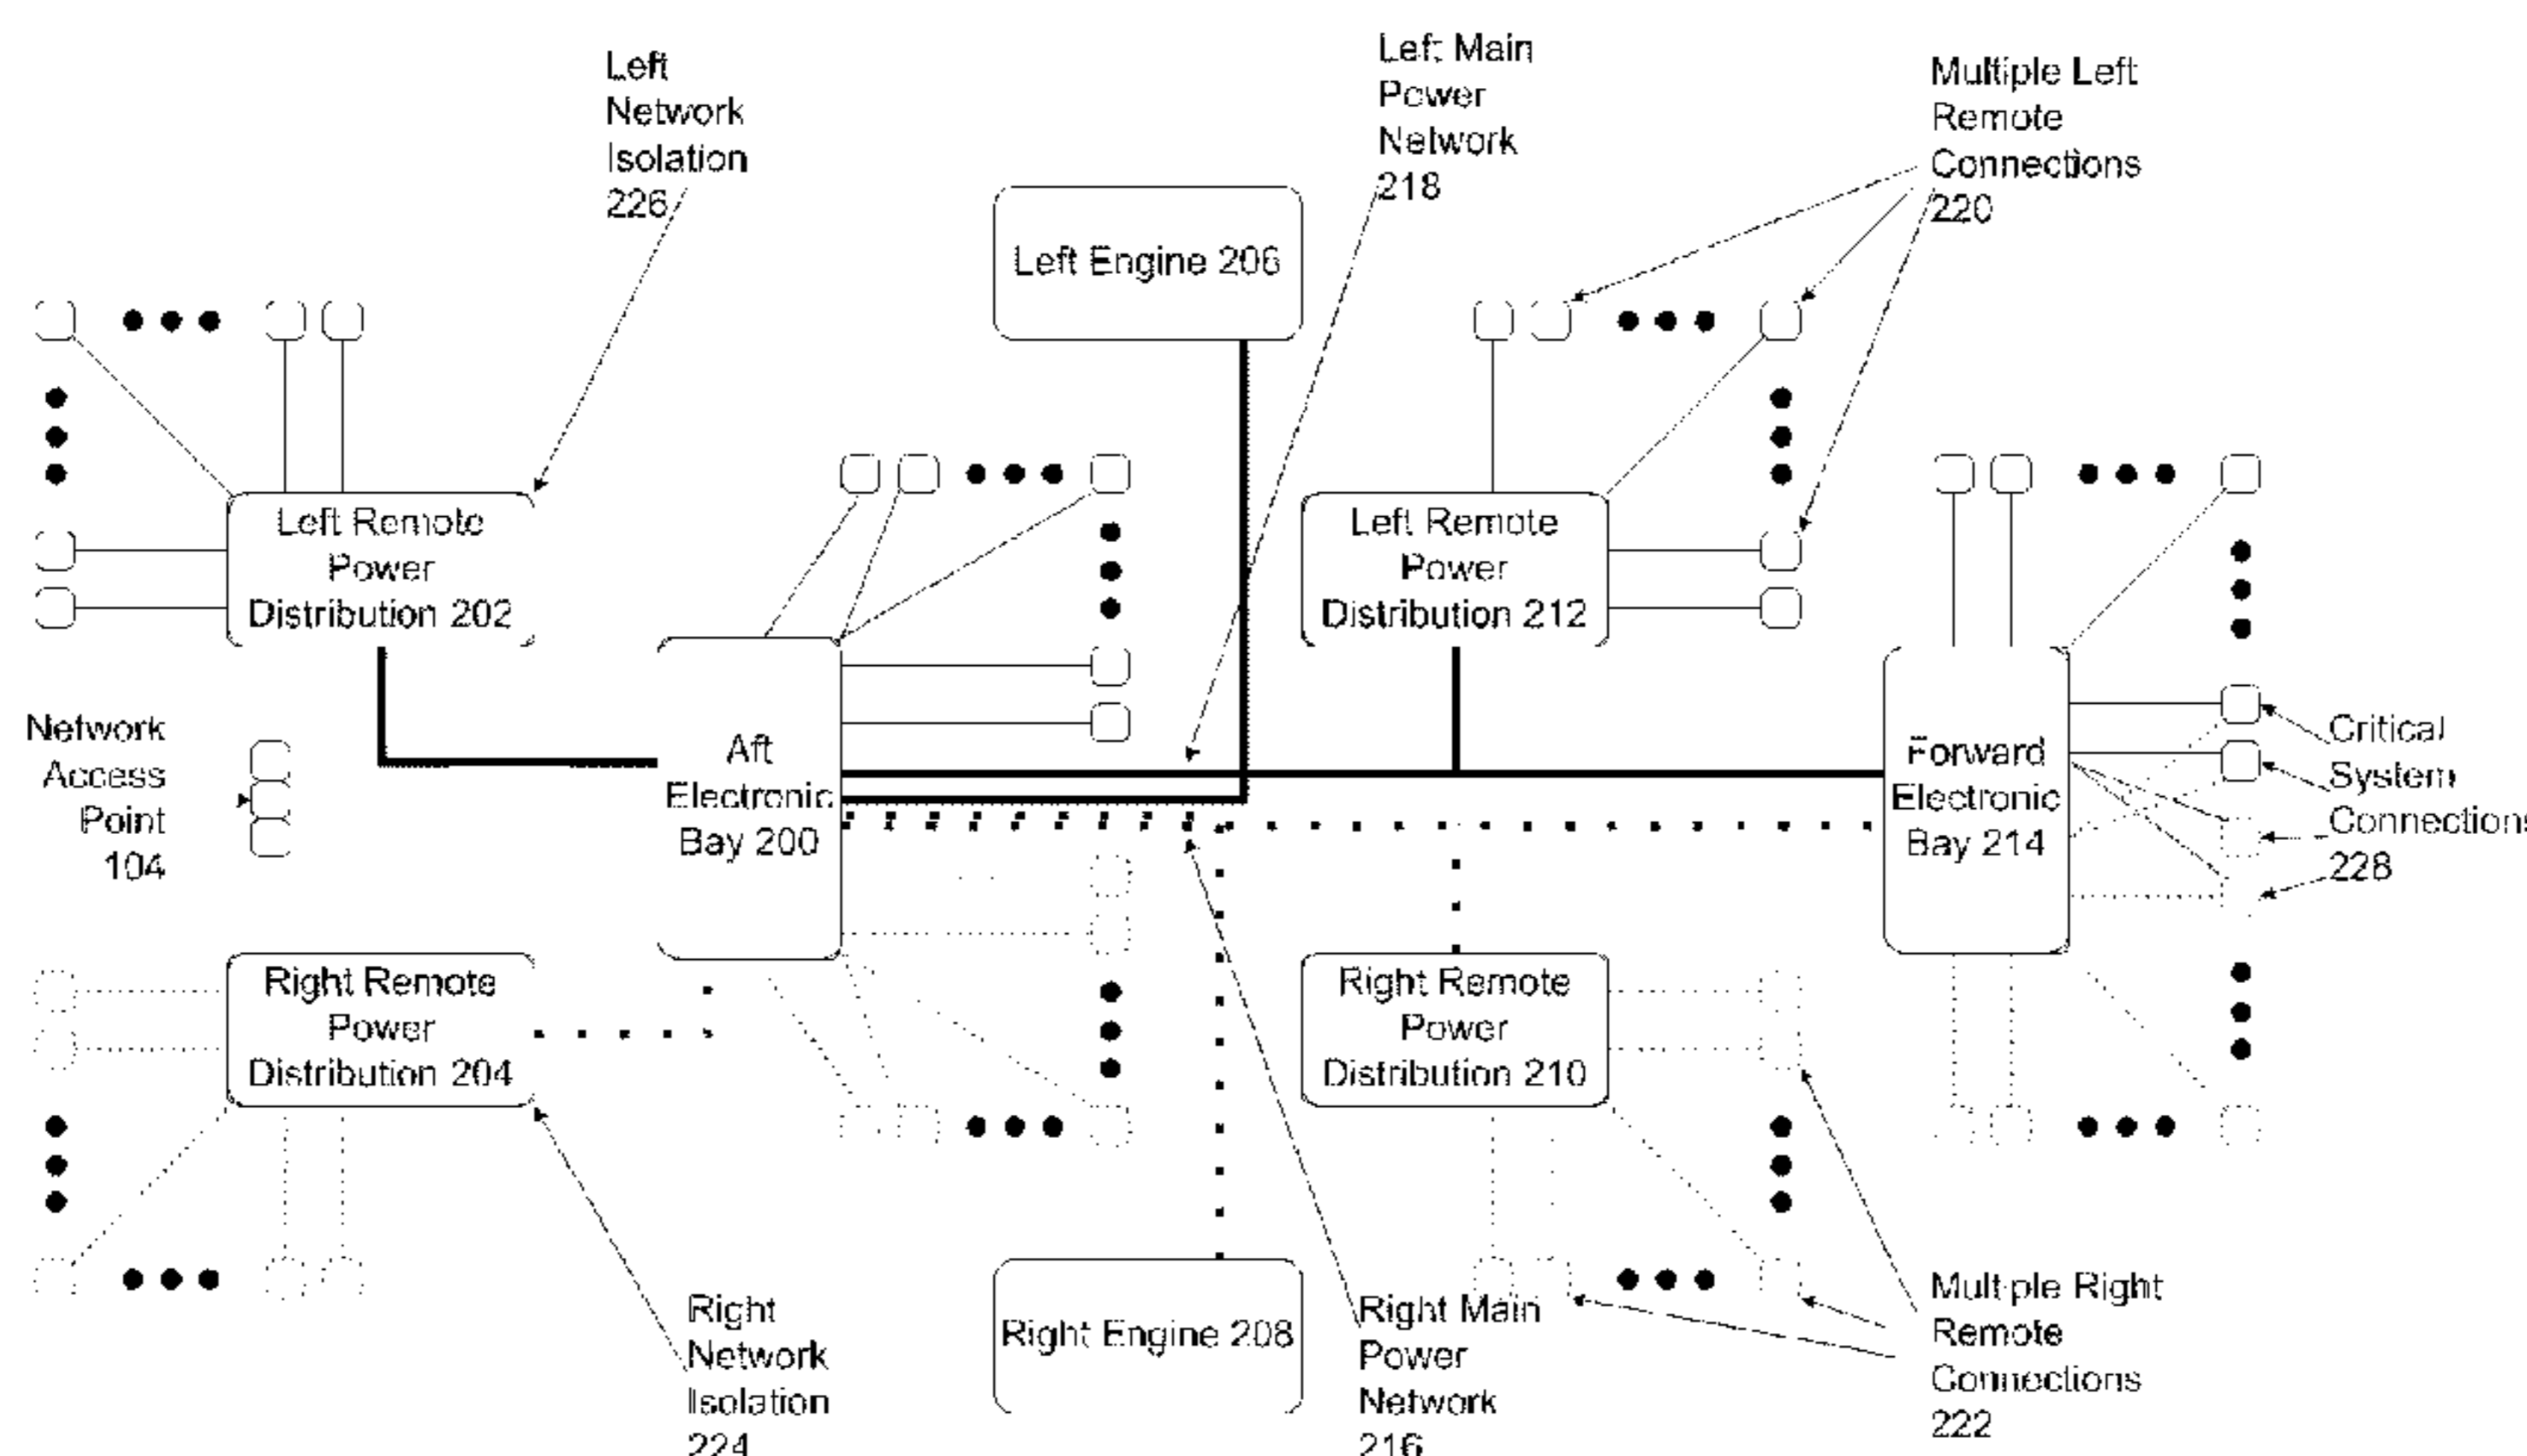 Left
Network
Isolation
226
Left Main
Power
Network
218
Multiple Left
Remote
Connections
220
Left Engine 206
Left Remote
Power
Distribution 202
Left Remote
Power
Distribution 212
Network
Access
Point
104
Aft
Electronic
Bay 200
Forward
Electronic
Bay 214
Critical
System
Connections
228
Right Remote
Power
Distribution 204
Right Remote
Power
Distribution 210
Right
Network
Isolation
224
Right Engine 208
Right Main
Power
Network
216
Multiple Right
Remote
Connections
222